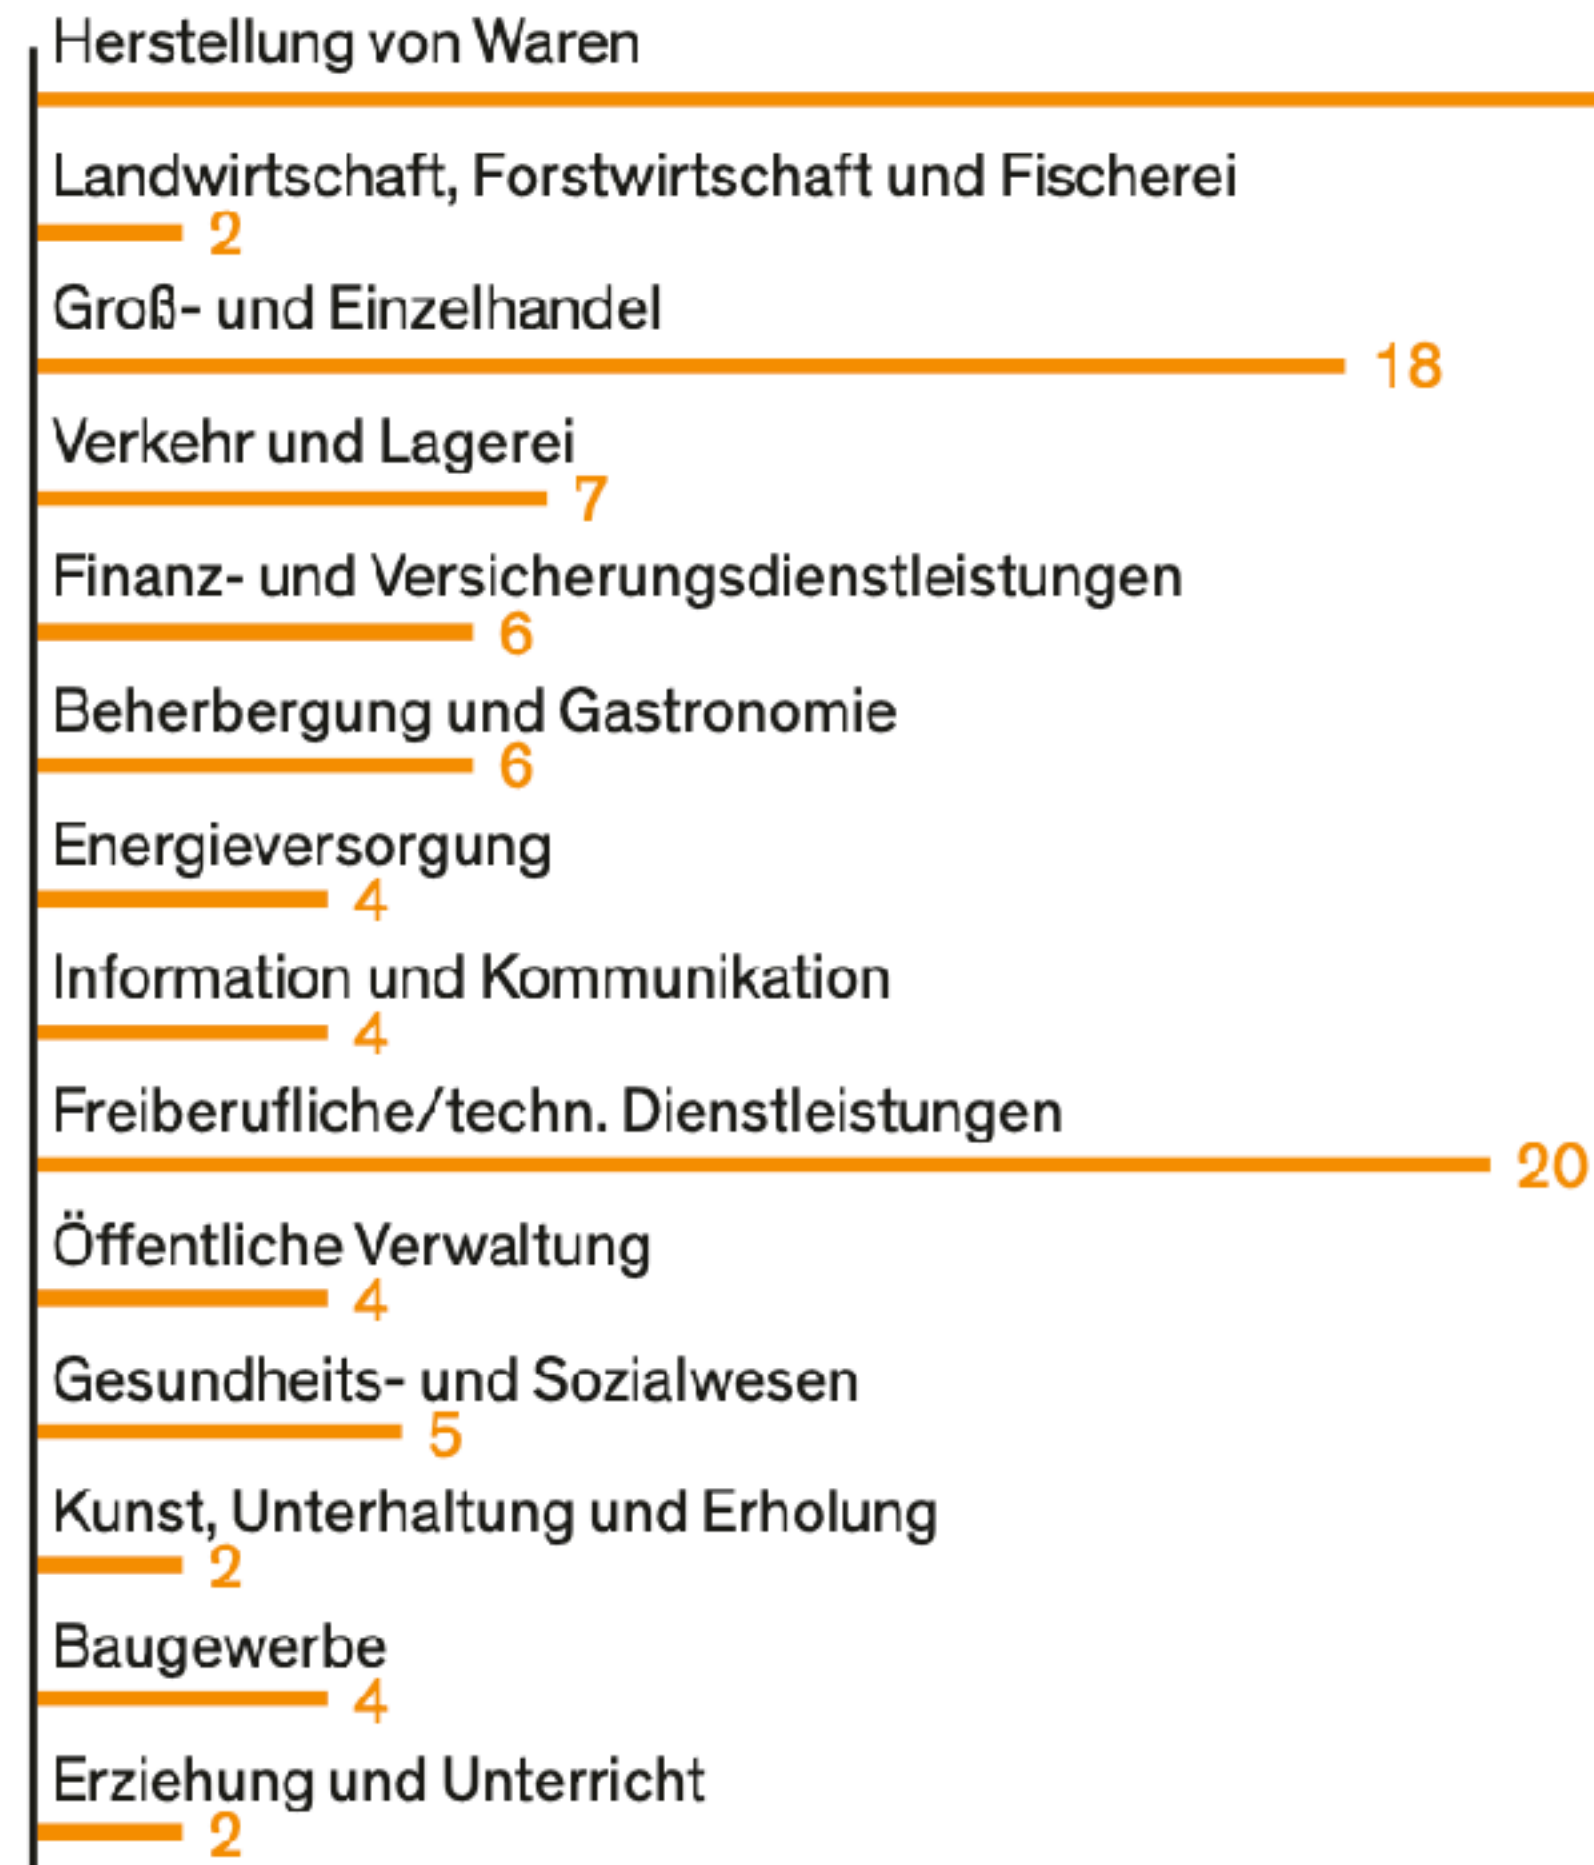 Herstellung von Waren
Landwirtschaft, Forstwirtschaft und Fischerei
2
Groß- und Einzelhandel
18
Verkehr und Lagerei
7
Finanz- und Versicherungsdienstleistungen
6
Beherbergung und Gastronomie
6
Energieversorgung
4
Information und Kommunikation
4
Freiberufliche/techn. Dienstleistungen
20
Öffentliche Verwaltung
4
Gesundheits- und Sozialwesen
5
Kunst, Unterhaltung und Erholung
2
Baugewerbe
4
Erziehung und Unterricht
2